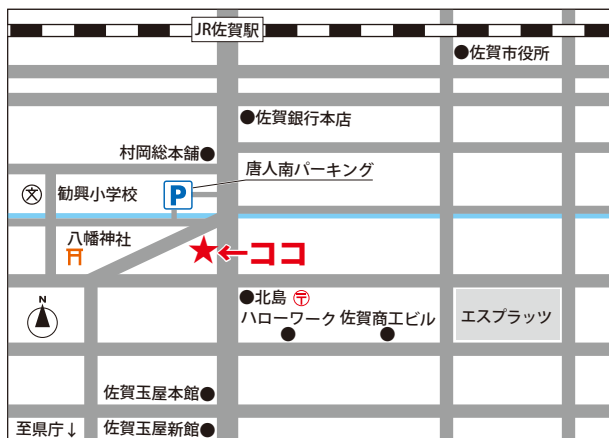 JR佐賀駅
●佐賀市役所
●佐賀銀行本店
村岡総本舗●
唐人南パーキング
文
勧興小学校
P
八幡神社
★←ココ
N
●北島 〒
ハローワーク
佐賀商工ビル
エスプラッツ
佐賀玉屋本館●
至県庁↓
佐賀玉屋新館●